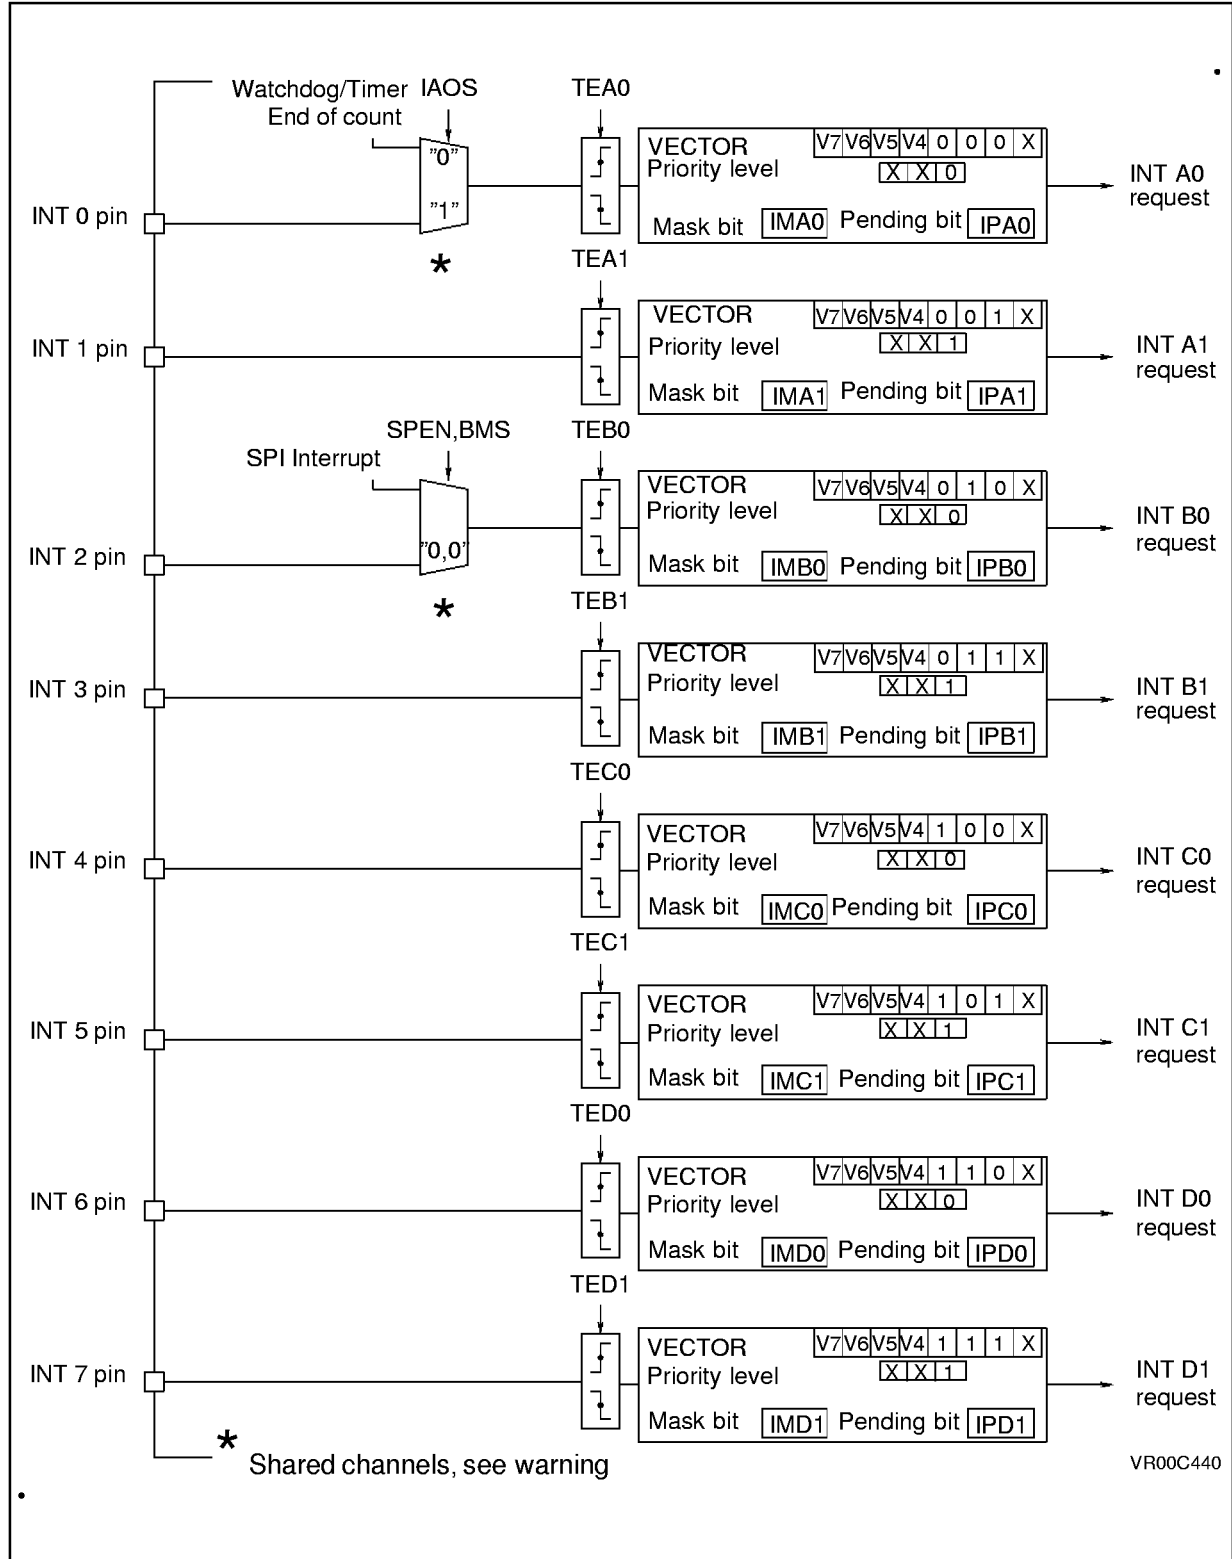 Watchdog/Timer IAOS TEA0
End of count
"0"
"1"
INT 0 pin
*
VECTOR V7 V6 V5 V4 0 0 0 X
Priority level X X 0
Mask bit IMA0 Pending bit IPA0
INT A0
request
TEA1
INT 1 pin
VECTOR V7 V6 V5 V4 0 0 1 X
Priority level X X 1
Mask bit IMA1 Pending bit IPA1
INT A1
request
SPEN,BMS TEB0
SPI Interrupt
"0,0"
INT 2 pin
*
VECTOR V7 V6 V5 V4 0 1 0 X
Priority level X X 0
Mask bit IMB0 Pending bit IPB0
INT B0
request
TEB1
INT 3 pin
VECTOR V7 V6 V5 V4 0 1 1 X
Priority level X X 1
Mask bit IMB1 Pending bit IPB1
INT B1
request
TEC0
INT 4 pin
VECTOR V7 V6 V5 V4 1 0 0 X
Priority level X X 0
Mask bit IMC0 Pending bit IPC0
INT C0
request
TEC1
INT 5 pin
VECTOR V7 V6 V5 V4 1 0 1 X
Priority level X X 1
Mask bit IMC1 Pending bit IPC1
INT C1
request
TED0
INT 6 pin
VECTOR V7 V6 V5 V4 1 1 0 X
Priority level X X 0
Mask bit IMD0 Pending bit IPD0
INT D0
request
TED1
INT 7 pin
VECTOR V7 V6 V5 V4 1 1 1 X
Priority level X X 1
Mask bit IMD1 Pending bit IPD1
INT D1
request
* Shared channels, see warning
VR00C440